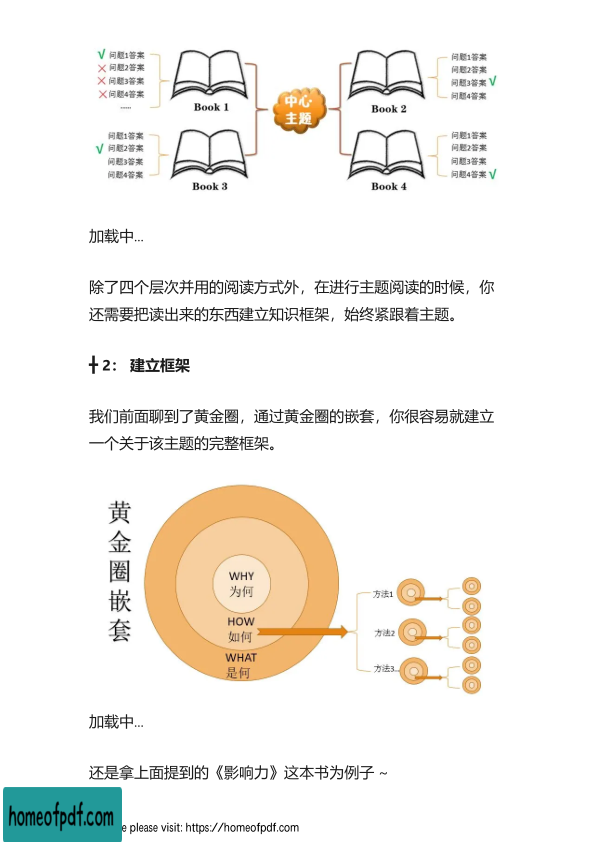 √ 问题1答案
× 问题2答案
× 问题3答案
× 问题4答案
......
Book 1
中心
主题
Book 2
问题1答案
问题2答案
问题3答案 √
问题4答案
问题1答案
√ 问题2答案
问题3答案
问题4答案
Book 3
Book 4
问题1答案
问题2答案
问题3答案
问题4答案 √
加载中...
除了四个层次并用的阅读方式外，在进行主题阅读的时候，你
还需要把读出来的东西建立知识框架，始终紧跟着主题。
╋ 2： 建立框架
我们前面聊到了黄金圈，通过黄金圈的嵌套，你很容易就建立
一个关于该主题的完整框架。
黄金圈嵌套
WHY
为何
HOW
如何
WHAT
是何
方法1
方法2
方法3...
加载中...
还是拿上面提到的《影响力》这本书为例子 ~
homeofpdf.com
e please visit: https://homeofpdf.com